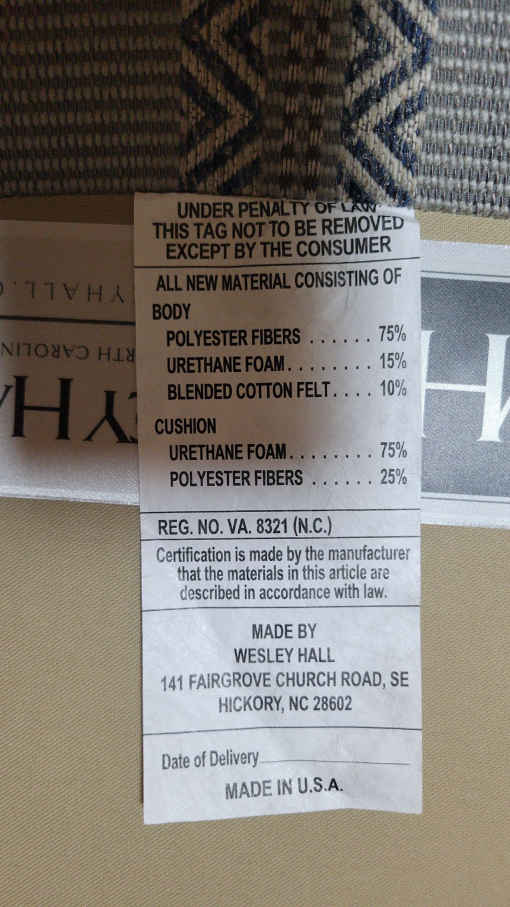 UNDER PENALTY OF LAW
THIS TAG NOT TO BE REMOVED
EXCEPT BY THE CONSUMER
ALL NEW MATERIAL CONSISTING OF
BODY
POLYESTER FIBERS . . . . . . 75%
URETHANE FOAM. . . . . . . . 15%
BLENDED COTTON FELT. . . . 10%
CUSHION
URETHANE FOAM. . . . . . . . 75%
POLYESTER FIBERS . . . . . . 25%
REG. NO. VA. 8321 (N.C.)
Certification is made by the manufacturer
that the materials in this article are
described in accordance with law.
MADE BY
WESLEY HALL
141 FAIRGROVE CHURCH ROAD, SE
HICKORY, NC 28602
Date of Delivery
MADE IN U.S.A.